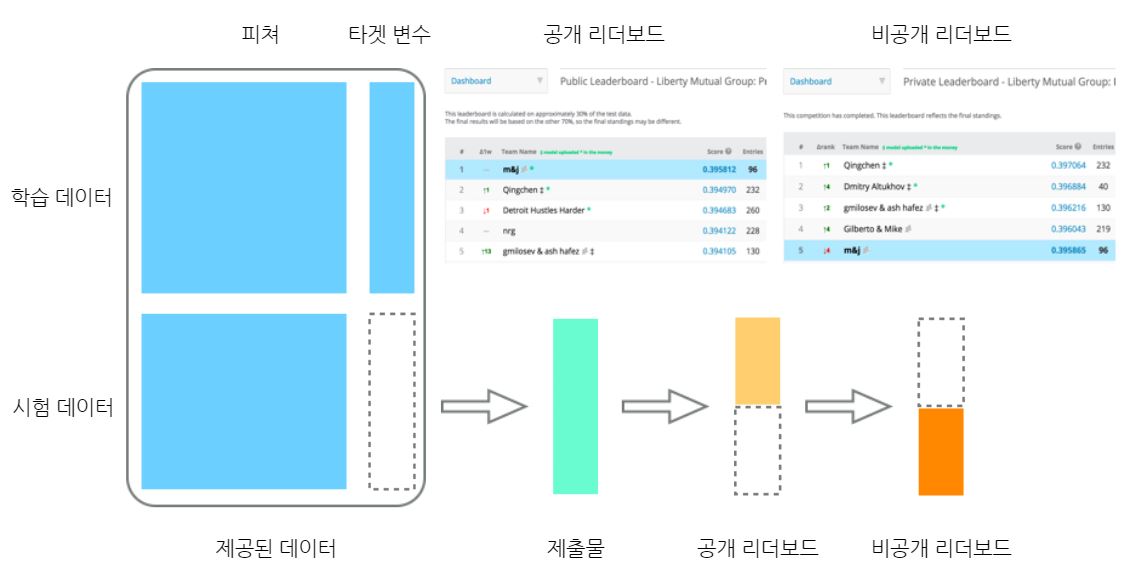 피쳐
타겟 변수
공개 리더보드
비공개 리더보드
Dashboard
Public Leaderboard - Liberty Mutual Group:
This leaderboard is calculated on approximately 30% of the test data.
The final results will be based on the other 70%, so the final standings may be different.
# Δ1w Team Name ‡ model uploaded * in the money Score Entries
1 — m&j * 0.395812 96
2 ↑1 Qingchen ‡ * 0.394970 232
3 ↓1 Detroit Hustles Harder * 0.394683 260
4 — nrg 0.394122 228
5 ↑13 gmilosev & ash hafez ‡ 0.394105 130
Dashboard
Private Leaderboard - Liberty Mutual Group:
This competition has completed. This leaderboard reflects the final standings.
# Δrank Team Name ‡ model uploaded * in the money Score Entries
1 ↑1 Qingchen ‡ * 0.397064 232
2 ↑4 Dmitry Altukhov ‡ * 0.396884 40
3 ↑2 gmilosev & ash hafez ‡ * 0.396216 130
4 ↑4 Gilberto & Mike 0.396043 219
5 ↓4 m&j 0.395865 96
학습 데이터
시험 데이터
제공된 데이터
제출물
공개 리더보드
비공개 리더보드